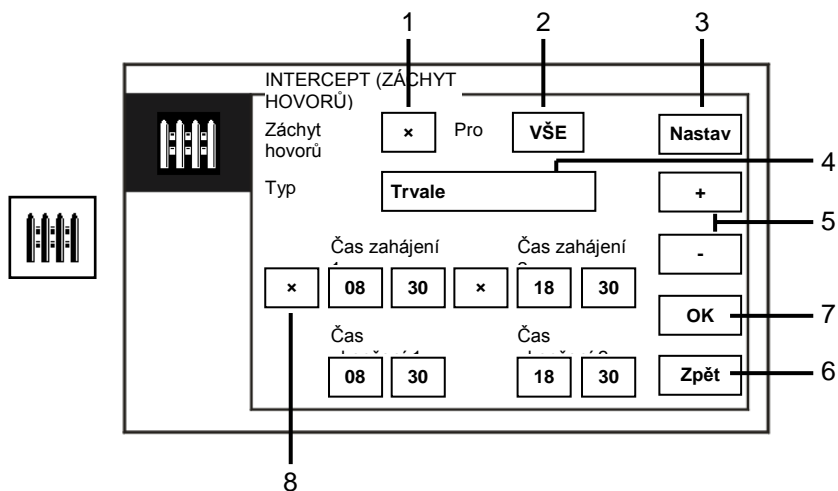 1 2 3
INTERCEPT (ZÁCHYT
HOVORŮ)
Záchyt
hovorů
× Pro VŠE Nastav
4
Typ Trvale +
5
Čas zahájení Čas zahájení -
× 08 30 × 18 30
OK 7
Čas Čas
08 30 18 30 Zpět 6
8